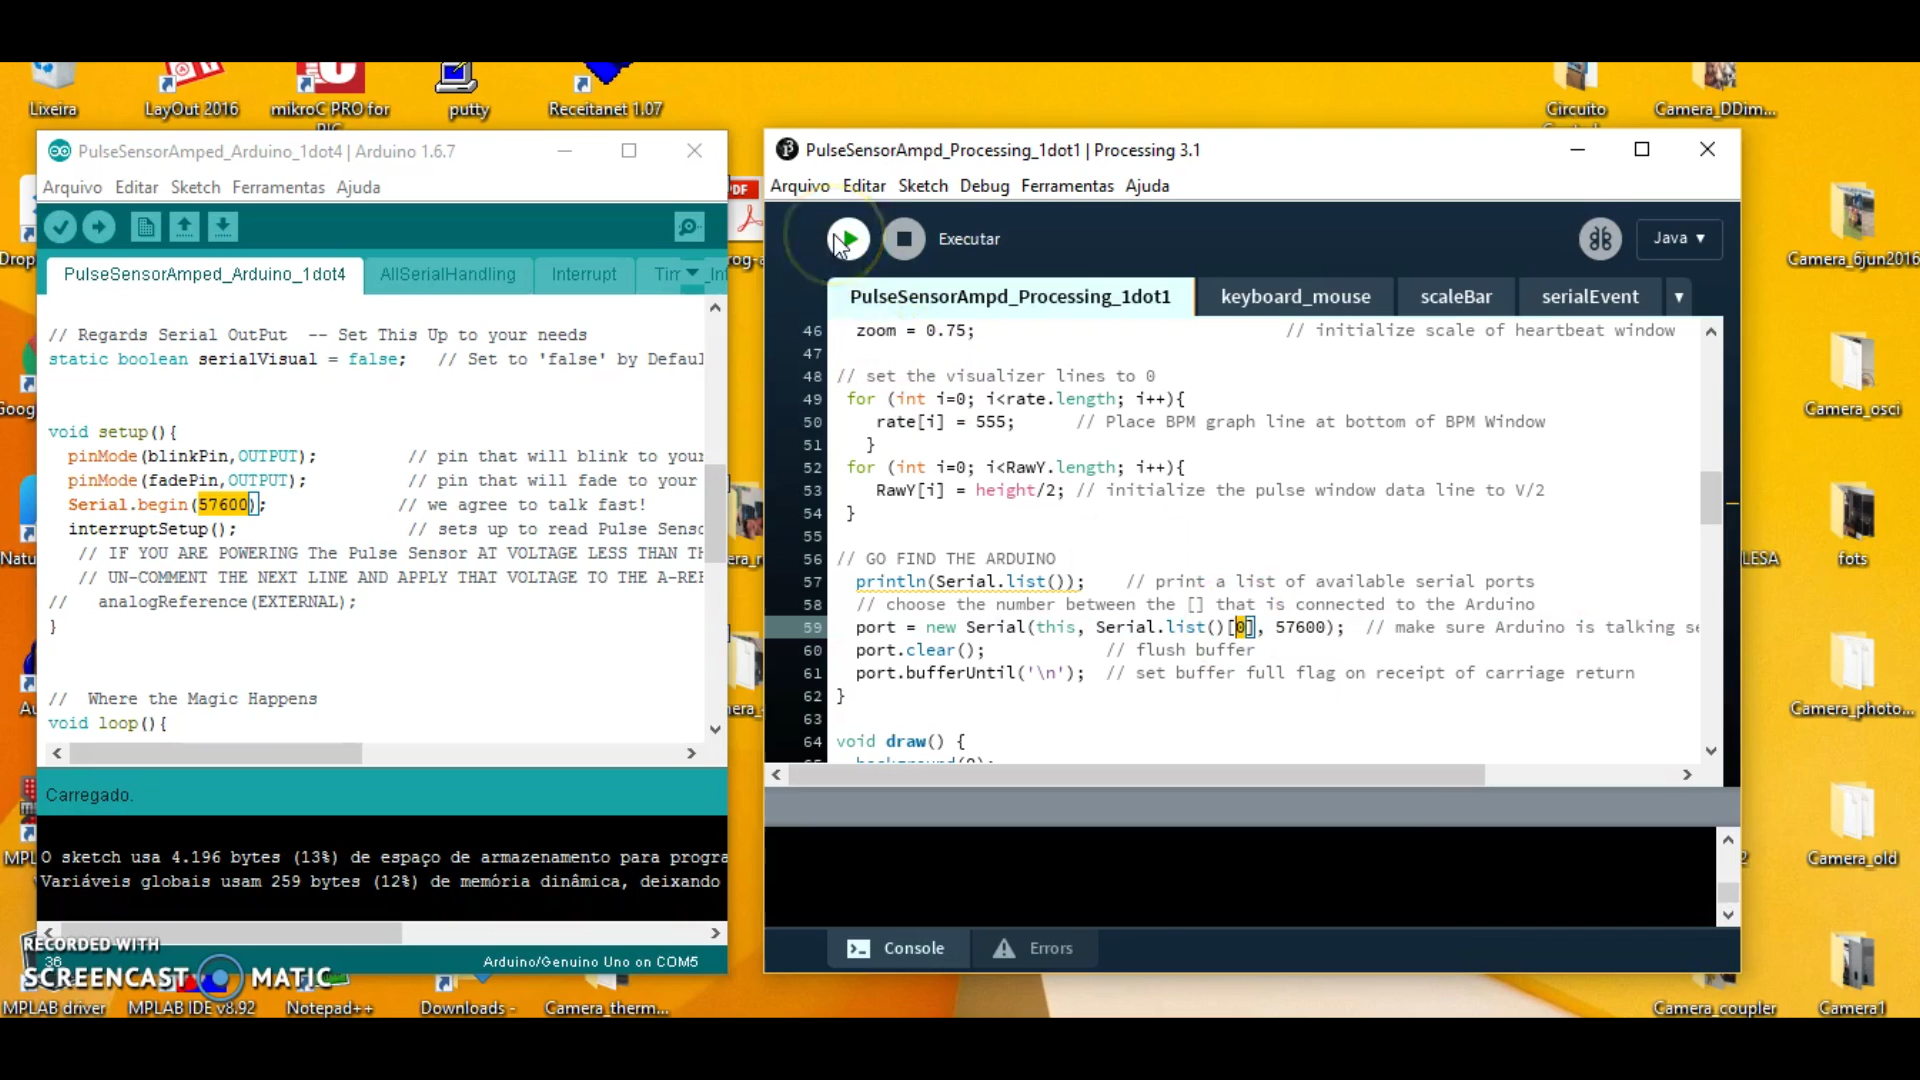 Lixeira
LayOut 2016
mikroC PRO for
PIC
putty
Receitanet 1.07
Circuito
Camera_DDim...
PulseSensorAmped_Arduino_1dot4 | Arduino 1.6.7
Arquivo Editar Sketch Ferramentas Ajuda
PulseSensorAmped_Arduino_1dot4
AllSerialHandling
Interrupt
// Regards Serial OutPut  -- Set This Up to your needs
static boolean serialVisual = false;   // Set to 'false' by Defaul
void setup(){
pinMode(blinkPin,OUTPUT);         // pin that will blink to your
pinMode(fadePin,OUTPUT);          // pin that will fade to your
Serial.begin(57600);             // we agree to talk fast!
interruptSetup();                 // sets up to read Pulse Senso
// IF YOU ARE POWERING The Pulse Sensor AT VOLTAGE LESS THAN TH
// UN-COMMENT THE NEXT LINE AND APPLY THAT VOLTAGE TO THE A-REF
//   analogReference(EXTERNAL);
}
//  Where the Magic Happens
void loop(){
Carregado.
O sketch usa 4.196 bytes (13%) de espaço de armazenamento para progra
Variáveis globais usam 259 bytes (12%) de memória dinâmica, deixando
36
Arduino/Genuino Uno on COM5
RECORDED WITH
SCREENCAST MATIC
PulseSensorAmpd_Processing_1dot1 | Processing 3.1
Arquivo Editar Sketch Debug Ferramentas Ajuda
Executar
Java
PulseSensorAmpd_Processing_1dot1
keyboard_mouse
scaleBar
serialEvent
46 zoom = 0.75;                               // initialize scale of heartbeat window
47
48 // set the visualizer lines to 0
49 for (int i=0; i<rate.length; i++){
50 rate[i] = 555;      // Place BPM graph line at bottom of BPM Window
51 }
52 for (int i=0; i<RawY.length; i++){
53 RawY[i] = height/2; // initialize the pulse window data line to V/2
54 }
55
56 // GO FIND THE ARDUINO
57 println(Serial.list());    // print a list of available serial ports
58 // choose the number between the [] that is connected to the Arduino
59 port = new Serial(this, Serial.list()[0], 57600);  // make sure Arduino is talking se
60 port.clear();            // flush buffer
61 port.bufferUntil('\n');  // set buffer full flag on receipt of carriage return
62 }
63
64 void draw() {
65 background(0);
Console
Errors
Camera_6jun2016
Camera_osci
fots
Camera_photo...
Camera_old
Camera_coupler
Camera1
MPLAB driver
MPLAB IDE v8.92
Notepad++
Downloads -
Camera_therm...